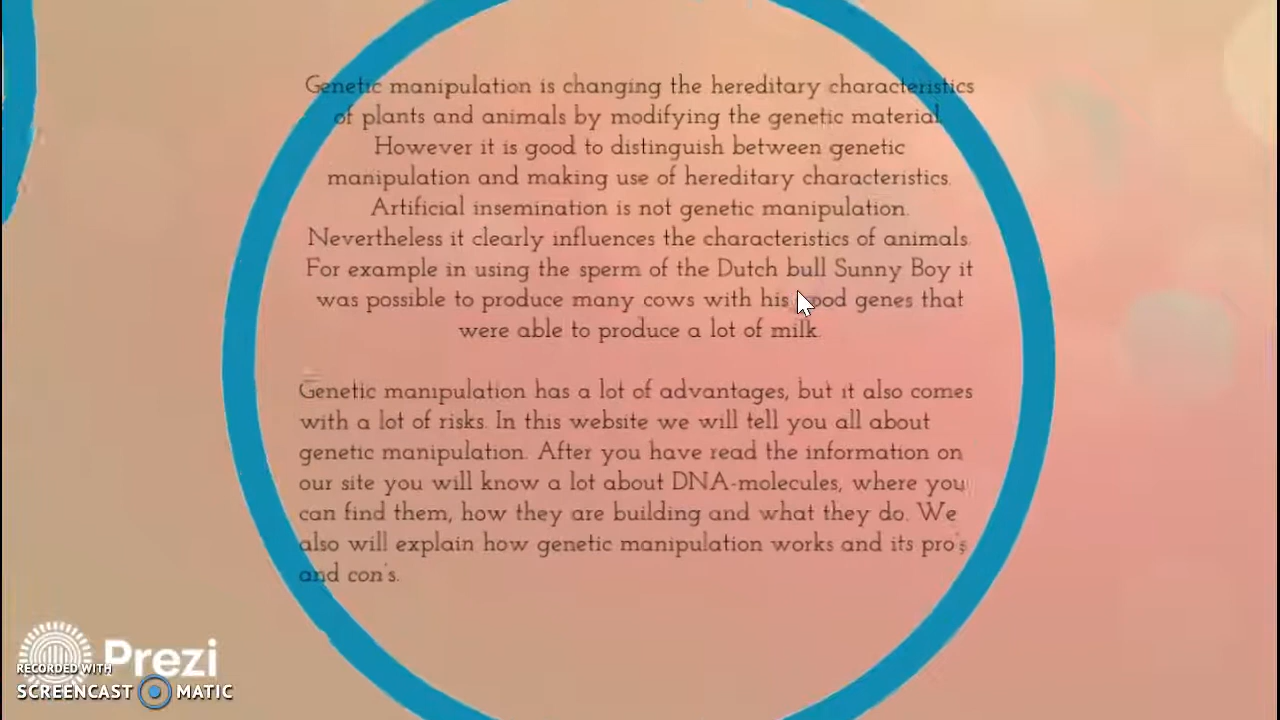 Genetic manipulation is changing the hereditary characteristics
of plants and animals by modifying the genetic material.
However it is good to distinguish between genetic
manipulation and making use of hereditary characteristics.
Artificial insemination is not genetic manipulation.
Nevertheless it clearly influences the characteristics of animals.
For example in using the sperm of the Dutch bull Sunny Boy it
was possible to produce many cows with his good genes that
were able to produce a lot of milk.
Genetic manipulation has a lot of advantages, but it also comes
with a lot of risks. In this website we will tell you all about
genetic manipulation. After you have read the information on
our site you will know a lot about DNA-molecules, where you
can find them, how they are building and what they do. We
also will explain how genetic manipulation works and its pro's
and con's.
Prezi
RECORDED WITH
SCREENCAST MATIC